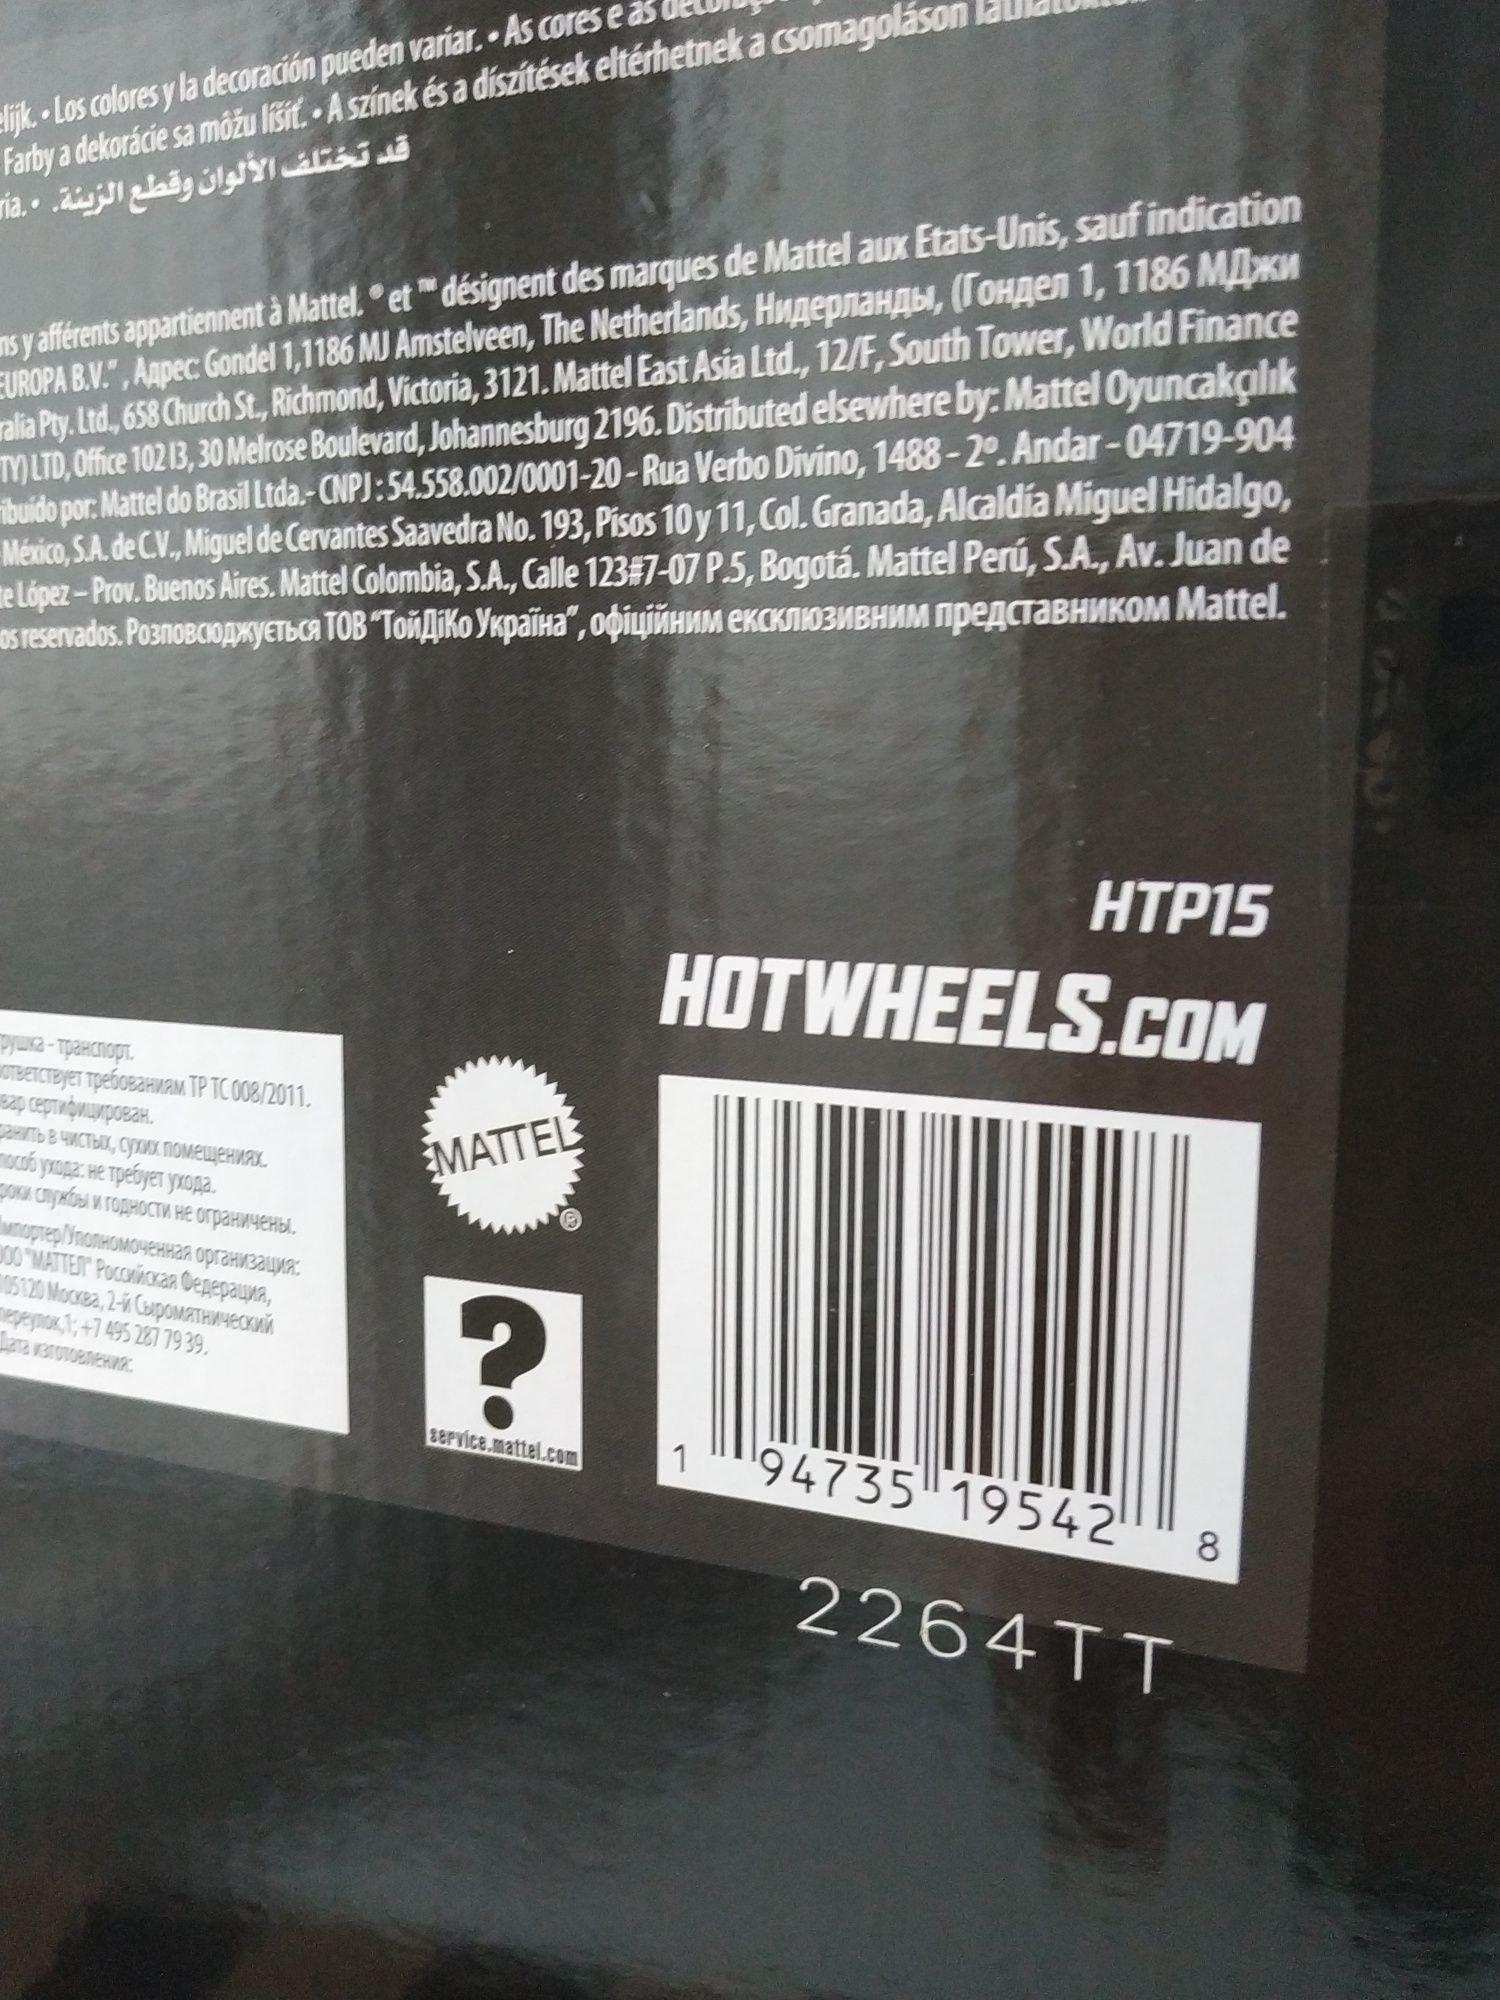 elijk. • Los colores y la decoración pueden variar. • As cores e as
Farby a dekorácie sa môžu líšiť. • A színek és a díszítések eltérhetnek a csomagoláson
ria. • قد تختلف الألوان وقطع الزينة.
ns y afférents appartiennent à Mattel. ® et ™ désignent des marques de Mattel aux Etats-Unis, sauf indication
EUROPA B.V.", Адрес: Gondel 1,1186 MJ Amstelveen, The Netherlands, Нидерланды, (Гондел 1, 1186 МДжи
ralia Pty. Ltd., 658 Church St., Richmond, Victoria, 3121. Mattel East Asia Ltd., 12/F, South Tower, World Finance
TY) LTD, Office 102 I3, 30 Melrose Boulevard, Johannesburg 2196. Distributed elsewhere by: Mattel Oyuncakçılık
ribuido por: Mattel do Brasil Ltda.- CNPJ : 54.558.002/0001-20 - Rua Verbo Divino, 1488 - 2º. Andar - 04719-904
México, S.A. de C.V., Miguel de Cervantes Saavedra No. 193, Pisos 10 y 11, Col. Granada, Alcaldía Miguel Hidalgo,
te López – Prov. Buenos Aires. Mattel Colombia, S.A., Calle 123#7-07 P.5, Bogotá. Mattel Perú, S.A., Av. Juan de
os reservados. Розповсюджується ТОВ "ТойДіКо Україна", офіційним ексклюзивним представником Mattel.
HTP15
HOTWHEELS.COM
рушка - транспорт.
ответствует требованиям ТР ТС 008/2011.
вар сертифицирован.
ранить в чистых, сухих помещениях.
пособ ухода: не требует ухода.
роки службы и годности не ограничены.
Импортер/Уполномоченная организация:
ООО "МАТТЕЛ" Российская Федерация,
105120 Москва, 2-й Сыромятнический
переулок,1; +7 495 287 79 39.
Дата изготовления:
MATTEL ®
?
service.mattel.com
1 94735 19542 8
2264TT